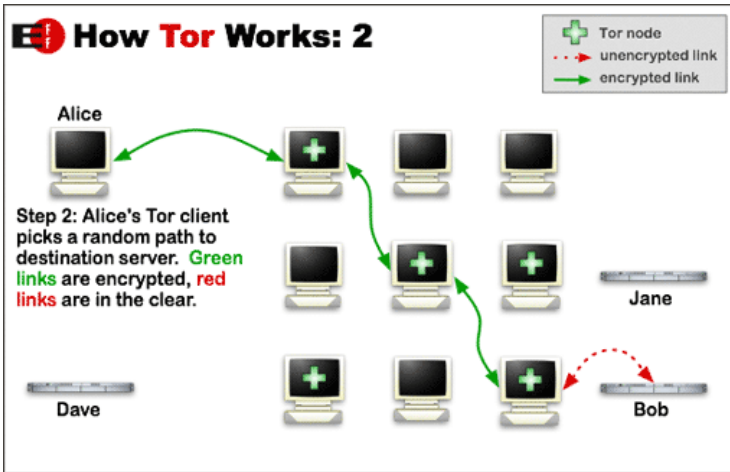 EFF How Tor Works: 2
Tor node
unencrypted link
encrypted link
Alice
Step 2: Alice's Tor client
picks a random path to
destination server. Green
links are encrypted, red
links are in the clear.
Jane
Dave
Bob